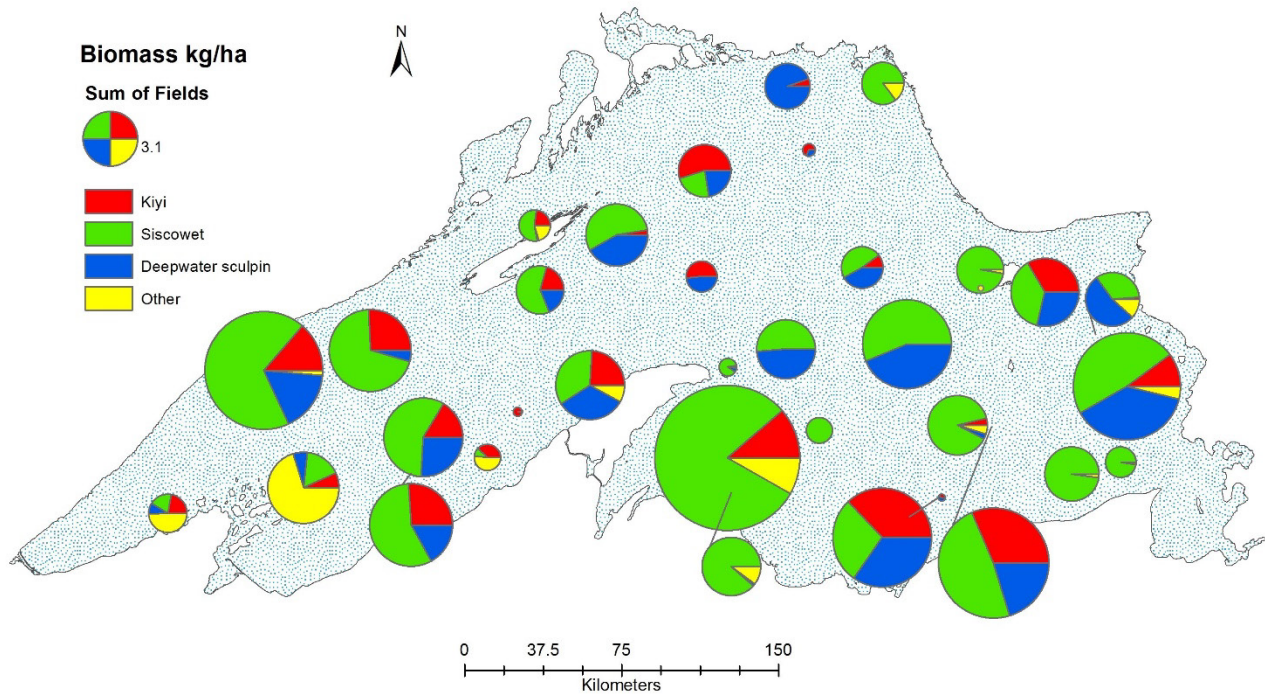 N
Biomass kg/ha
Sum of Fields
3.1
Kiyi
Siscowet
Deepwater sculpin
Other
0 37.5 75 150
Kilometers